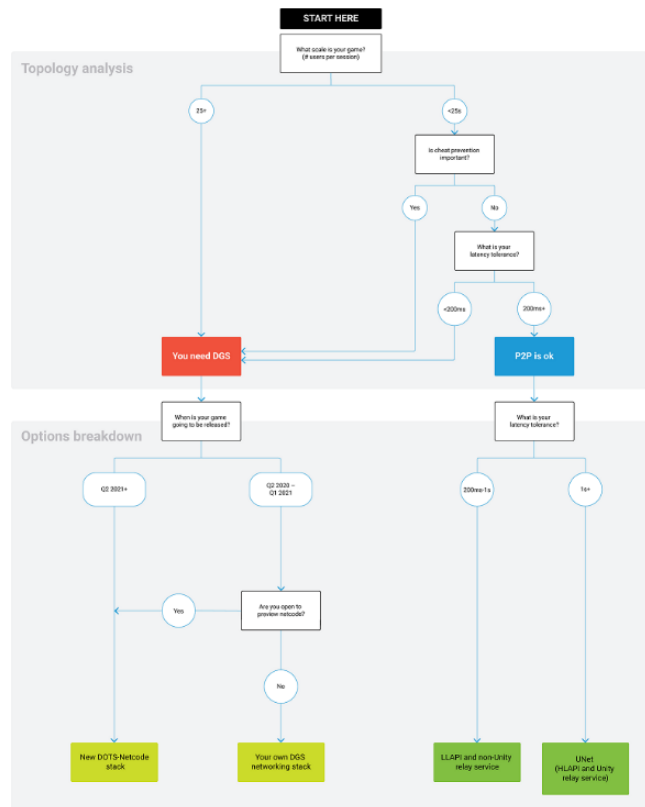 START HERE
What scale is your game?
(# users per session)
Topology analysis
25+
<25s
Is cheat prevention
important?
Yes
No
What is your
latency tolerance?
<200ms
200ms+
You need DGS
P2P is ok
When is your game
going to be released?
What is your
latency tolerance?
Options breakdown
Q2 2021+
Q2 2020 –
Q1 2021
200ms-1s
1s+
Are you open to
preview netcode?
Yes
No
New DOTS-Netcode
stack
Your own DGS
networking stack
LLAPI and non-Unity
relay service
UNet
(HLAPI and Unity
relay service)